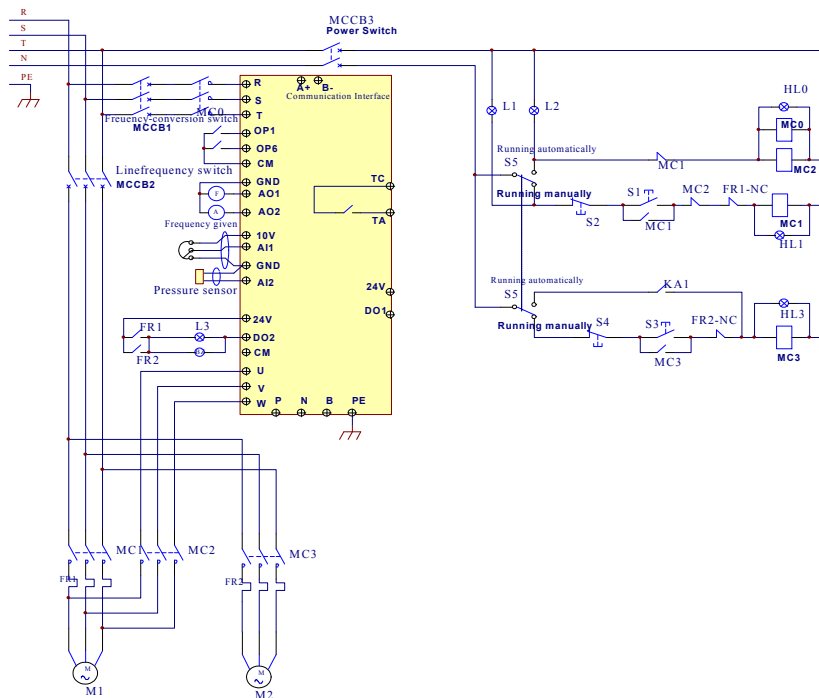 R
S
T
N
PE
MCCB3
Power Switch
R
S
T
OP1
OP6
CM
GND
AO1
AO2
10V
AI1
GND
AI2
24V
DO2
CM
U
V
W
A+
B-
Communication Interface
MC0
Freuency-conversion switch
MCCB1
Linefrequency switch
MCCB2
F
A
Frequency given
Pressure sensor
FR1
L3
FR2
TC
TA
24V
DO1
P
N
B
PE
L1
L2
HL0
MC0
MC2
Running automatically
S5
MC1
Running manually
S2
S1
MC1
MC2
FR1-NC
MC1
HL1
Running automatically
S5
KA1
Running manually
S4
S3
MC3
FR2-NC
HL3
MC3
MC1
MC2
MC3
FR1
FR2
M
M1
M
M2